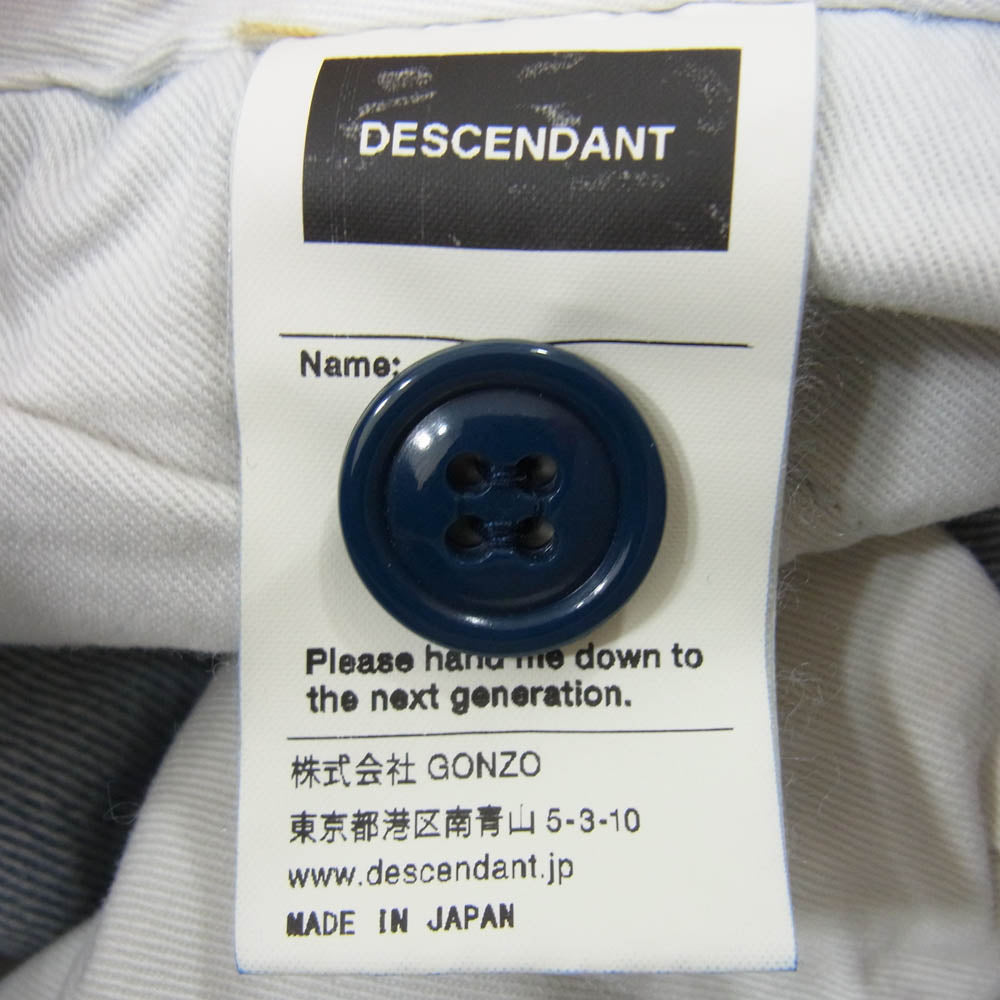 DESCENDANT
Name:
Please hand me down to
the next generation.
株式会社 GONZO
東京都港区南青山 5-3-10
www.descendant.jp
MADE IN JAPAN